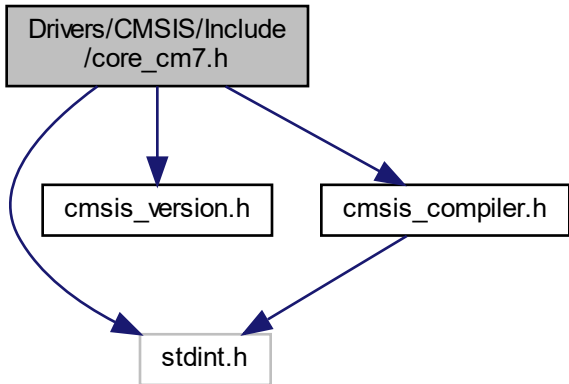 Drivers/CMSIS/Include
/core_cm7.h
cmsis_version.h
cmsis_compiler.h
stdint.h